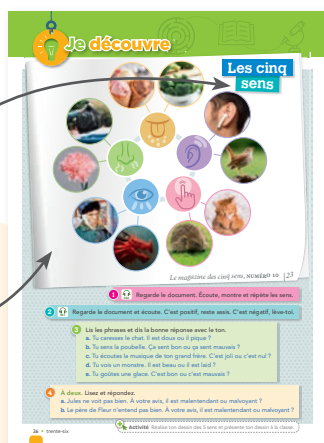 Je découvre
Les cinq
sens
Le magazine des cinq sens, NUMÉRO 10 | 23
1 Regarde le document. Écoute, montre et répète les sens.
2 Regarde le document et écoute. C'est positif, reste assis. C'est négatif, lève-toi.
3 Lis les phrases et dis la bonne réponse avec le ton.
a. Tu caresses le chat. Il est doux ou il pique ?
b. Tu sens la poubelle. Ça sent bon ou ça sent mauvais ?
c. Tu écoutes la musique de ton grand frère. C'est joli ou c'est nul ?
d. Tu vois un monstre. Il est beau ou il est laid ?
e. Tu goûtes une glace. C'est bon ou c'est mauvais ?
4 À deux. Lisez et répondez.
a. Jules ne voit pas bien. À votre avis, il est malentendant ou malvoyant ?
b. Le père de Fleur n'entend pas bien. À votre avis, il est malentendant ou malvoyant ?
Activité Réalise ton dessin des 5 sens et présente ton dessin à la classe.
36 • trente-six